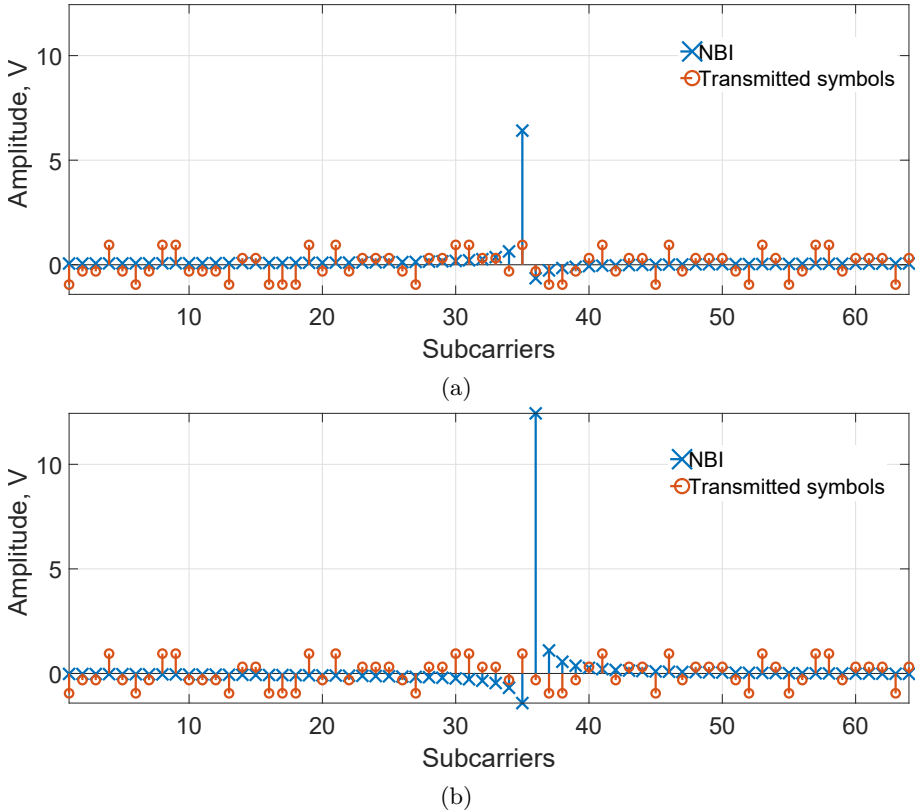 Amplitude, V
10
5
0
NBI
Transmitted symbols
10 20 30 40 50 60
Subcarriers
(a)
Amplitude, V
10
5
0
NBI
Transmitted symbols
10 20 30 40 50 60
Subcarriers
(b)